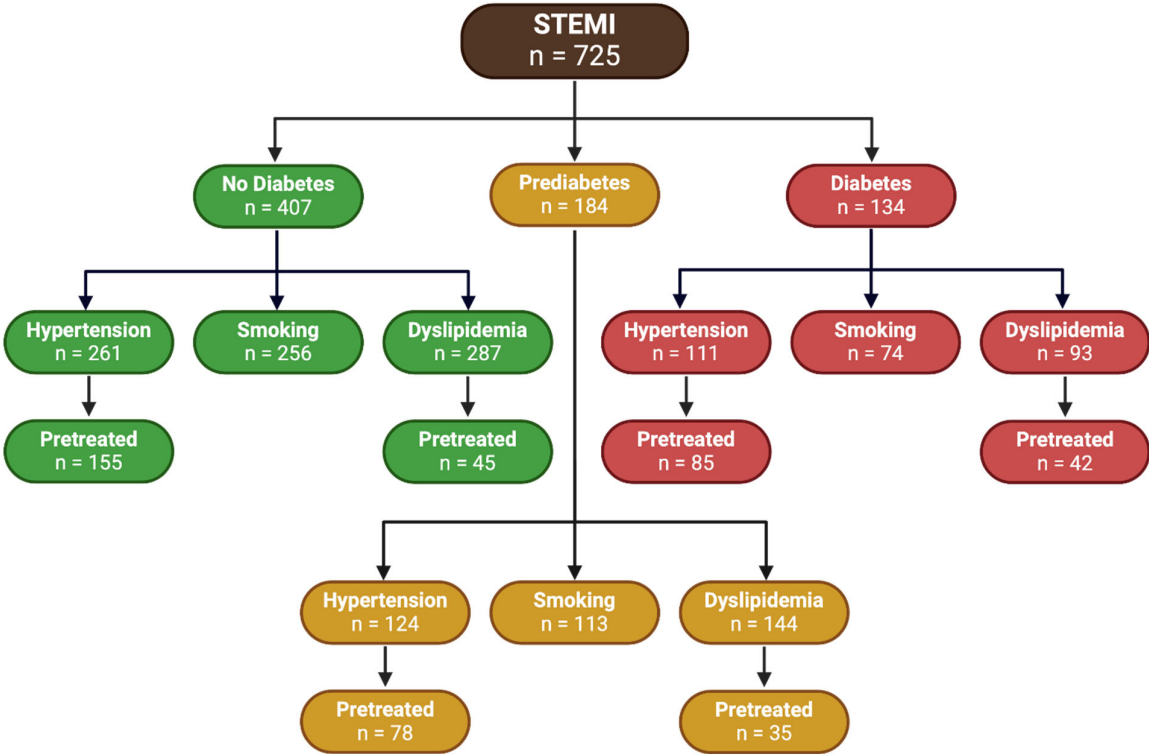 STEMI
n = 725
No Diabetes
n = 407
Prediabetes
n = 184
Diabetes
n = 134
Hypertension
n = 261
Smoking
n = 256
Dyslipidemia
n = 287
Hypertension
n = 111
Smoking
n = 74
Dyslipidemia
n = 93
Pretreated
n = 155
Pretreated
n = 45
Pretreated
n = 85
Pretreated
n = 42
Hypertension
n = 124
Smoking
n = 113
Dyslipidemia
n = 144
Pretreated
n = 78
Pretreated
n = 35